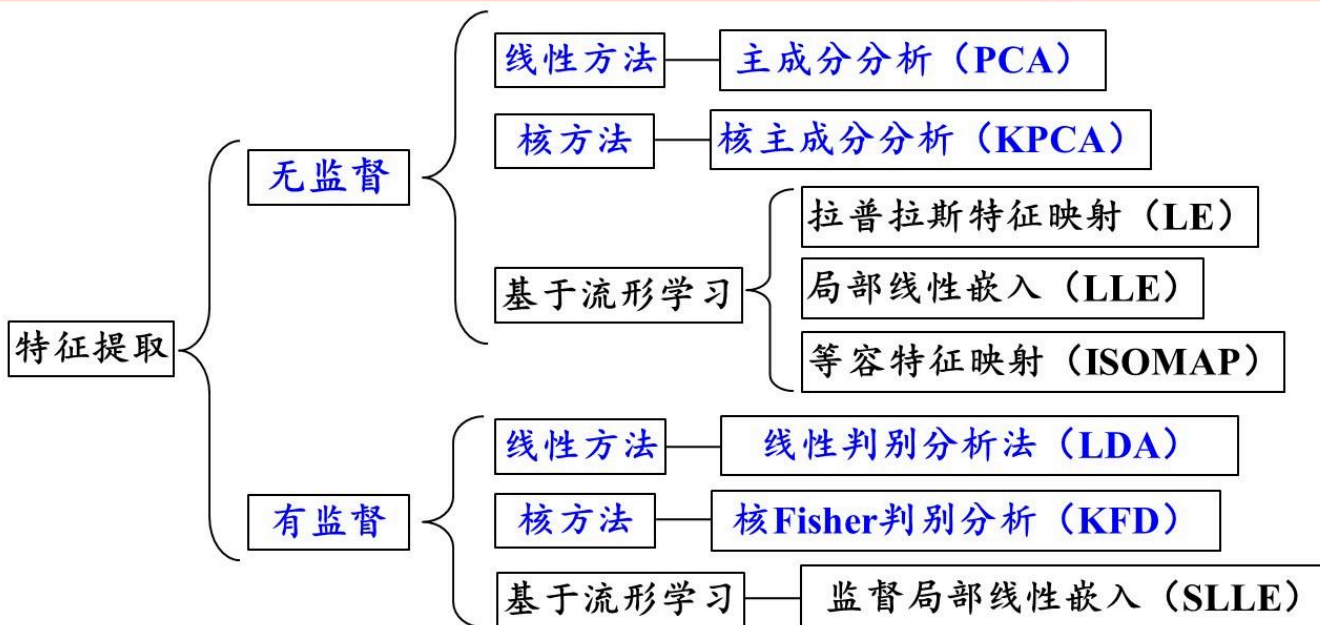 特征提取
无监督
线性方法
主成分分析（PCA）
核方法
核主成分分析（KPCA）
基于流形学习
拉普拉斯特征映射（LE）
局部线性嵌入（LLE）
等容特征映射（ISOMAP）
有监督
线性方法
线性判别分析法（LDA）
核方法
核Fisher判别分析（KFD）
基于流形学习
监督局部线性嵌入（SLLE）